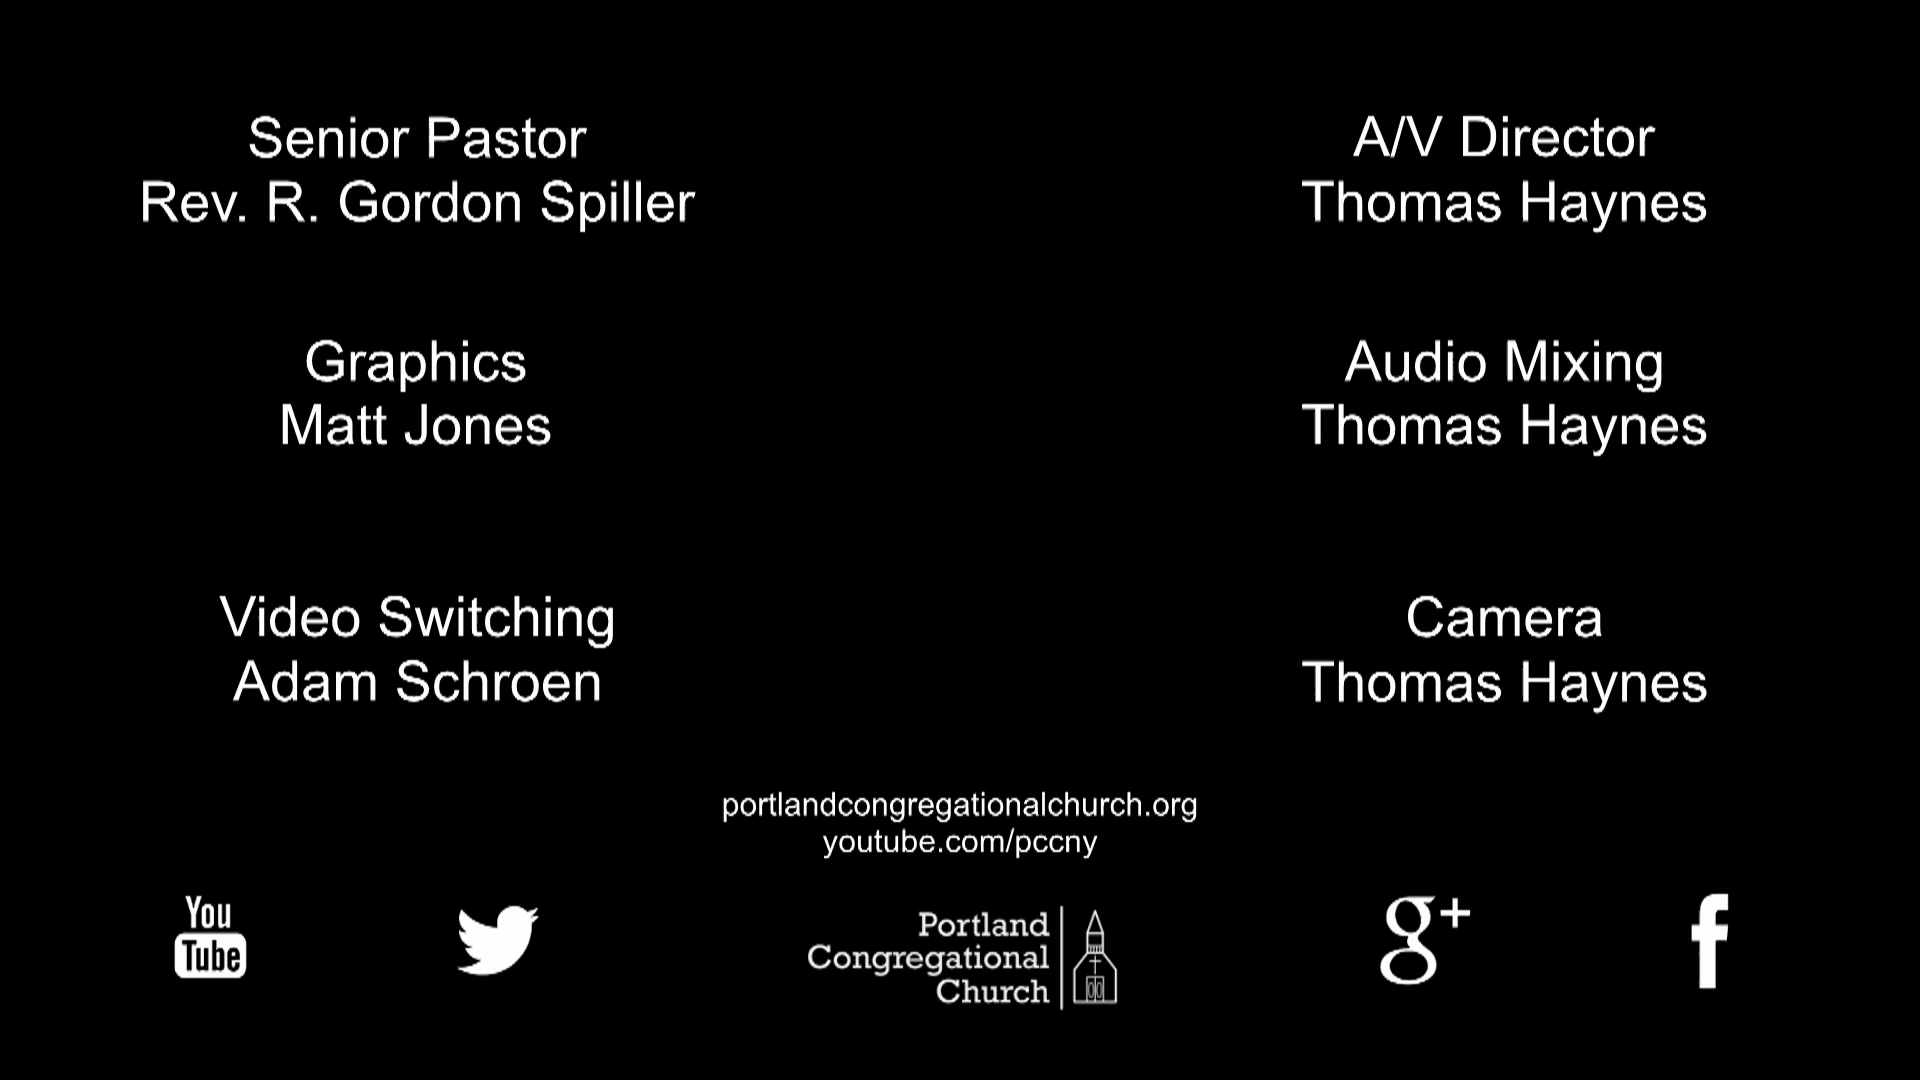 Senior Pastor
Rev. R. Gordon Spiller
A/V Director
Thomas Haynes
Graphics
Matt Jones
Audio Mixing
Thomas Haynes
Video Switching
Adam Schroen
Camera
Thomas Haynes
portlandcongregationalchurch.org
youtube.com/pccny
You
Tube
Portland
Congregational
Church
g+
f